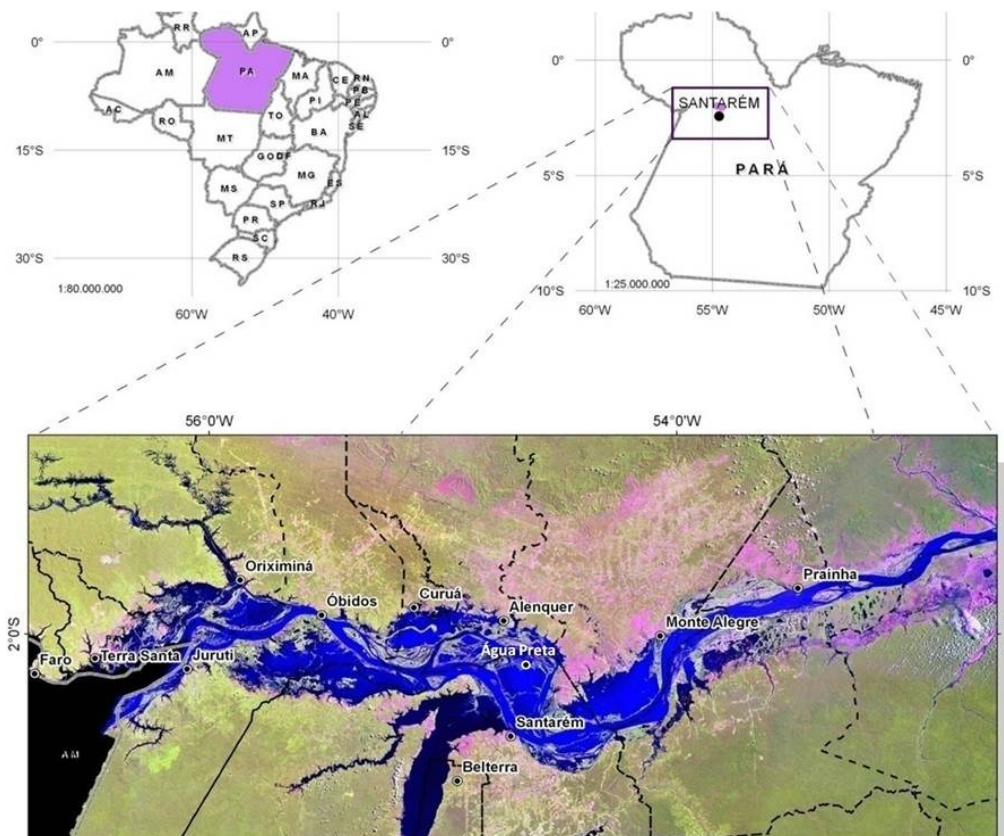 RR
AP
0°
AM
PA
MA
CE
RN
PB
PE
AL
SE
PI
AC
RO
TO
BA
MT
15°S
15°S
GO
DF
MG
ES
MS
SP
RJ
PR
SC
RS
30°S
30°S
1:80.000.000
60°W
40°W
0°
0°
SANTARÉM
PARÁ
5°S
5°S
1:25.000.000
10°S
10°S
60°W
55°W
50°W
45°W
56°0'W
54°0'W
2°0'S
Oriximiná
Óbidos
Curuá
Alenquer
Prainha
Monte Alegre
Água Preta
Faro
Terra Santa
Juruti
Santarém
Belterra
AM